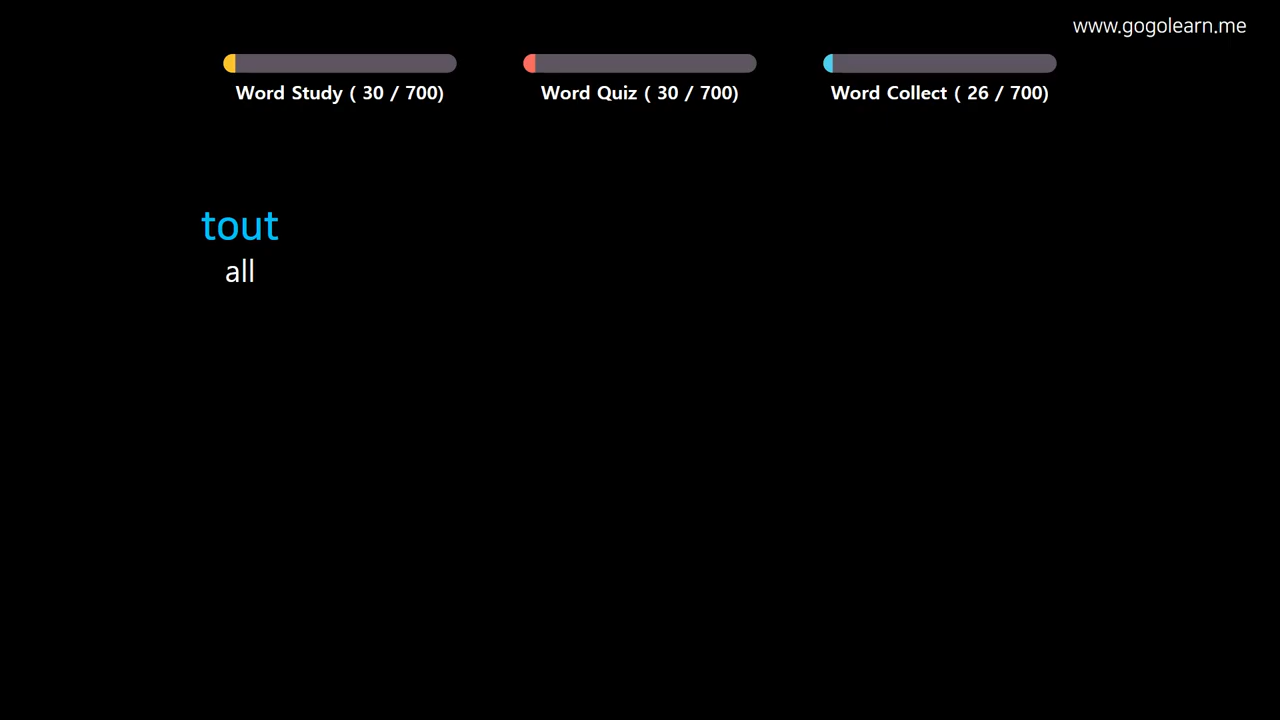 www.gogolearn.me
Word Study ( 30 / 700)
Word Quiz ( 30 / 700)
Word Collect ( 26 / 700)
tout
all